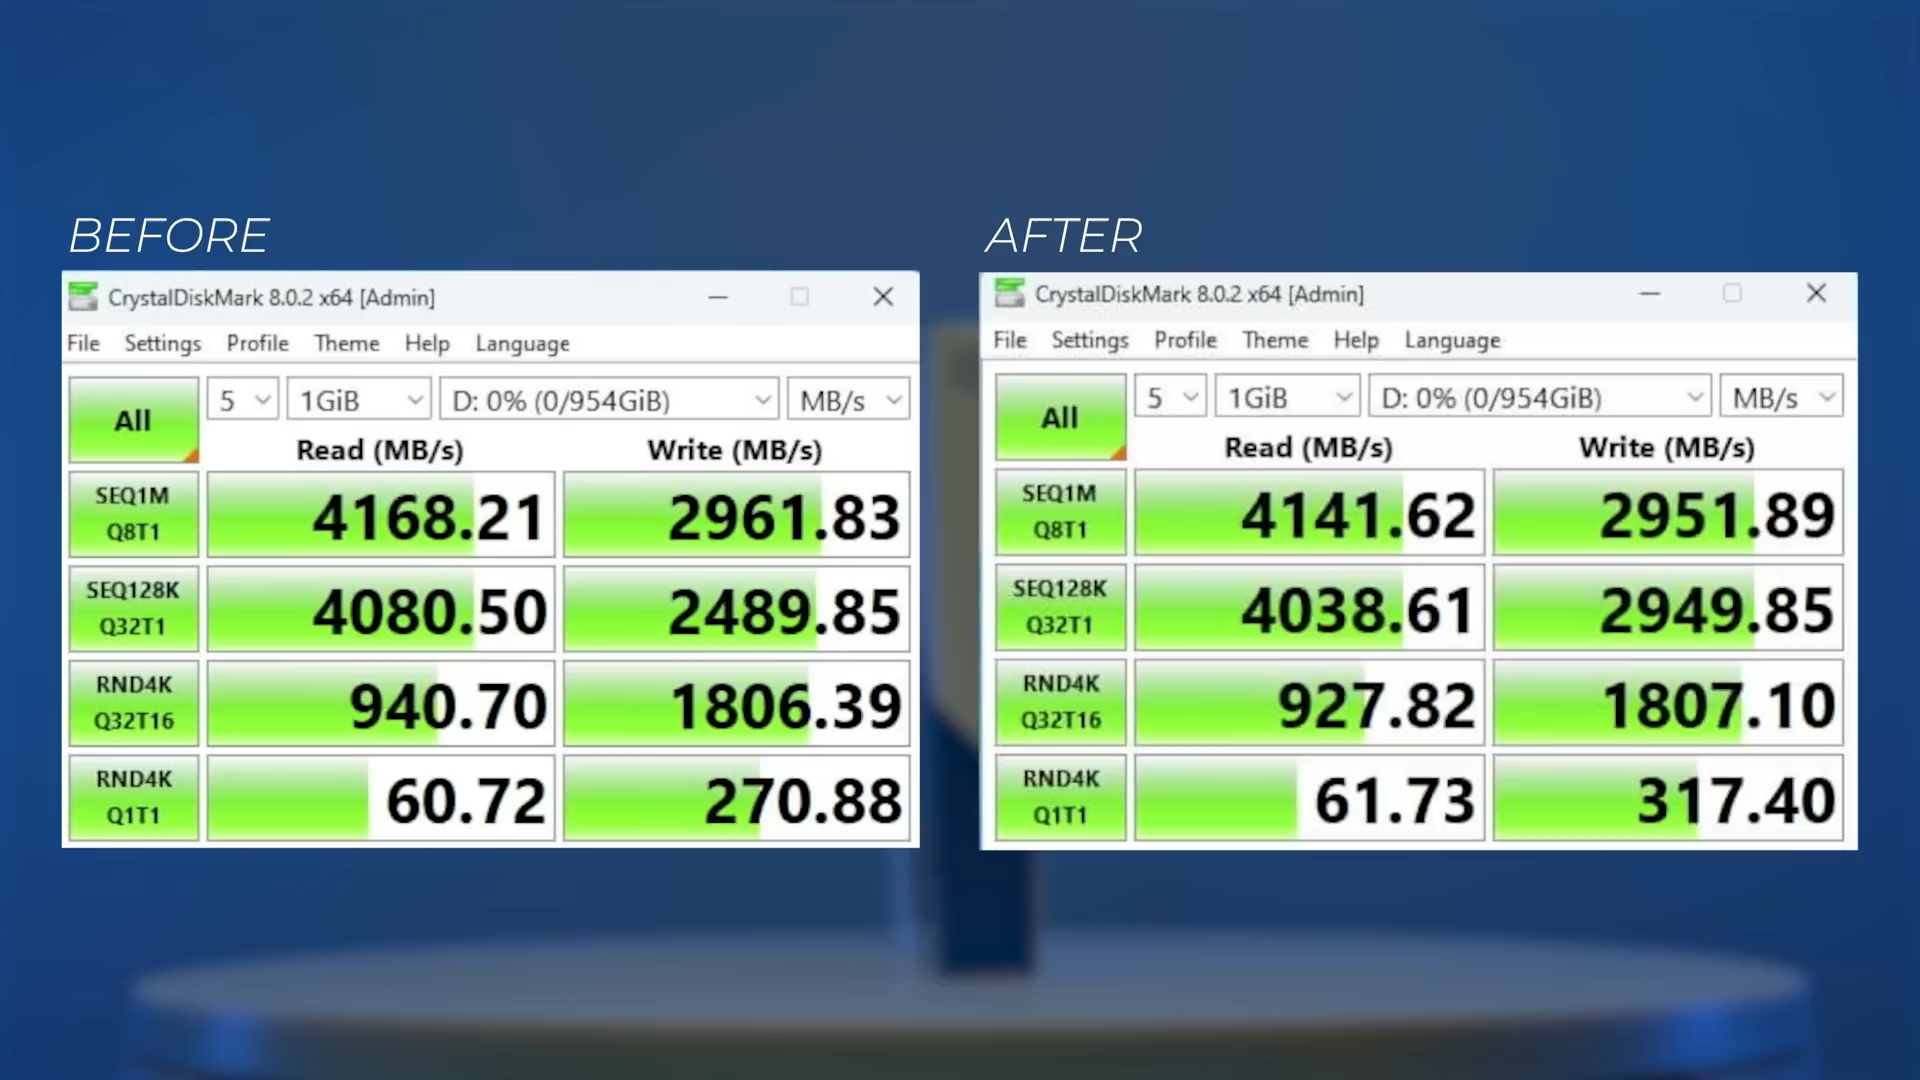 BEFORE
CrystalDiskMark 8.0.2 x64 [Admin]
File Settings Profile Theme Help Language
All 5 1GiB D: 0% (0/954GiB) MB/s
Read (MB/s) Write (MB/s)
SEQ1M
Q8T1 4168.21 2961.83
SEQ128K
Q32T1 4080.50 2489.85
RND4K
Q32T16 940.70 1806.39
RND4K
Q1T1 60.72 270.88
AFTER
CrystalDiskMark 8.0.2 x64 [Admin]
File Settings Profile Theme Help Language
All 5 1GiB D: 0% (0/954GiB) MB/s
Read (MB/s) Write (MB/s)
SEQ1M
Q8T1 4141.62 2951.89
SEQ128K
Q32T1 4038.61 2949.85
RND4K
Q32T16 927.82 1807.10
RND4K
Q1T1 61.73 317.40